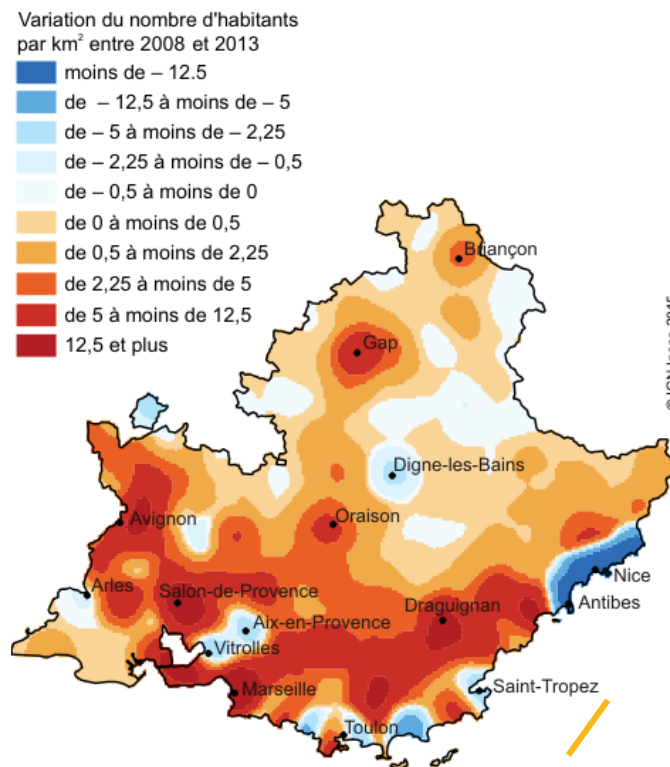 Variation du nombre d'habitants
par km² entre 2008 et 2013
moins de – 12.5
de – 12,5 à moins de – 5
de – 5 à moins de – 2,25
de – 2,25 à moins de – 0,5
de – 0,5 à moins de 0
de 0 à moins de 0,5
de 0,5 à moins de 2,25
de 2,25 à moins de 5
de 5 à moins de 12,5
12,5 et plus
Briançon
Gap
Digne-les-Bains
Oraison
Avignon
Arles
Salon-de-Provence
Nice
Antibes
Draguignan
Aix-en-Provence
Vitrolles
Marseille
Saint-Tropez
Toulon